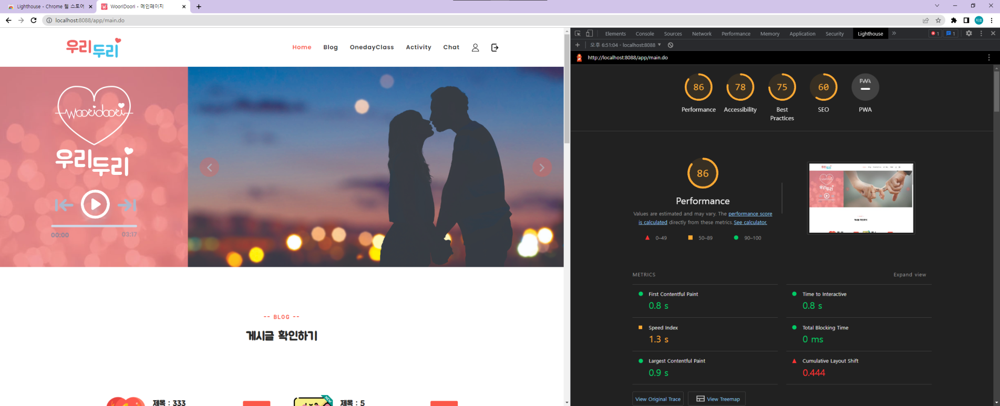 Lighthouse - Chrome 웹 스토어
WooriDoori - 메인페이지
localhost:8088/app/main.do
지호
우리두리
Home Blog OnedayClass Activity Chat
Wooridoori
우리두리
00:00 03:17
-- BLOG --
게시글 확인하기
제목 : 333
제목 : 5
NEW
Elements Console Sources Network Performance Memory Application Security Lighthouse
1 1
오후 6:51:04 - localhost:8088
http://localhost:8088/app/main.do
86 78 75 60 PWA
Performance Accessibility Best Practices SEO PWA
86
Performance
Values are estimated and may vary. The performance score
is calculated directly from these metrics. See calculator.
0–49 50–89 90–100
METRICS Expand view
First Contentful Paint
0.8 s
Time to Interactive
0.8 s
Speed Index
1.3 s
Total Blocking Time
0 ms
Largest Contentful Paint
0.9 s
Cumulative Layout Shift
0.444
View Original Trace View Treemap